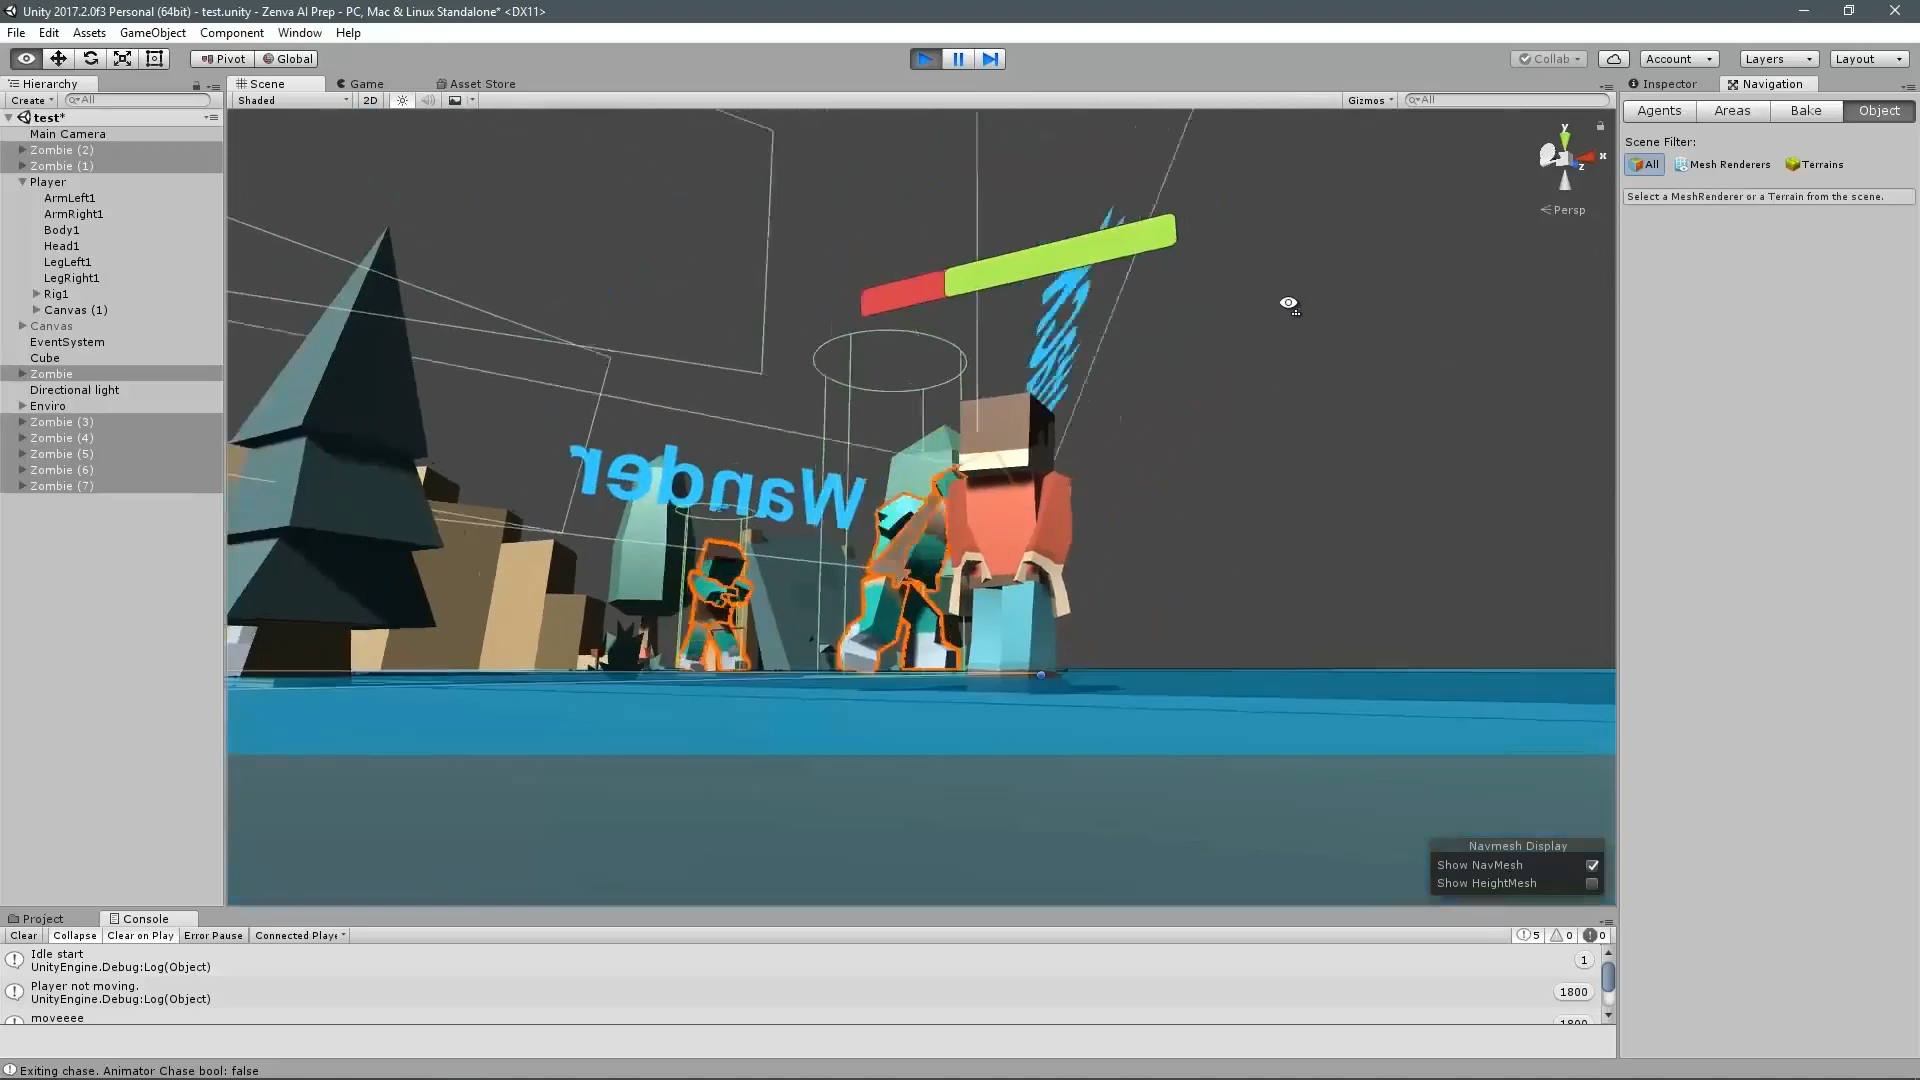 Unity 2017.2.0f3 Personal (64bit) - test.unity - Zenva AI Prep - PC, Mac & Linux Standalone* <DX11>
File Edit Assets GameObject Component Window Help
Pivot Global Collab Account Layers Layout
Hierarchy
Create All
test*
Main Camera
Zombie (2)
Zombie (1)
Player
ArmLeft1
ArmRight1
Body1
Head1
LegLeft1
LegRight1
Rig1
Canvas (1)
Canvas
EventSystem
Cube
Zombie
Directional light
Enviro
Zombie (3)
Zombie (4)
Zombie (5)
Zombie (6)
Zombie (7)
Scene Game Asset Store
Shaded 2D Gizmos All
y
x
z
Persp
Wander
Navmesh Display
Show NavMesh
Show HeightMesh
Inspector Navigation
Agents Areas Bake Object
Scene Filter:
All Mesh Renderers Terrains
Select a MeshRenderer or a Terrain from the scene.
Project Console
Clear Collapse Clear on Play Error Pause Connected Playe 5 0 0
Idle start 1
UnityEngine.Debug:Log(Object)
Player not moving. 1800
UnityEngine.Debug:Log(Object)
moveeee 1800
Exiting chase. Animator Chase bool: false